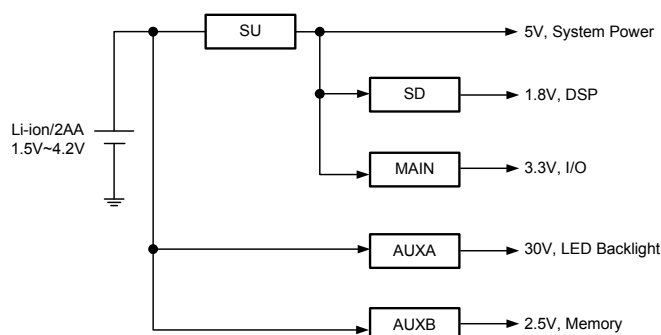 SU
5V, System Power
SD
1.8V, DSP
Li-ion/2AA
1.5V~4.2V
MAIN
3.3V, I/O
AUXA
30V, LED Backlight
AUXB
2.5V, Memory